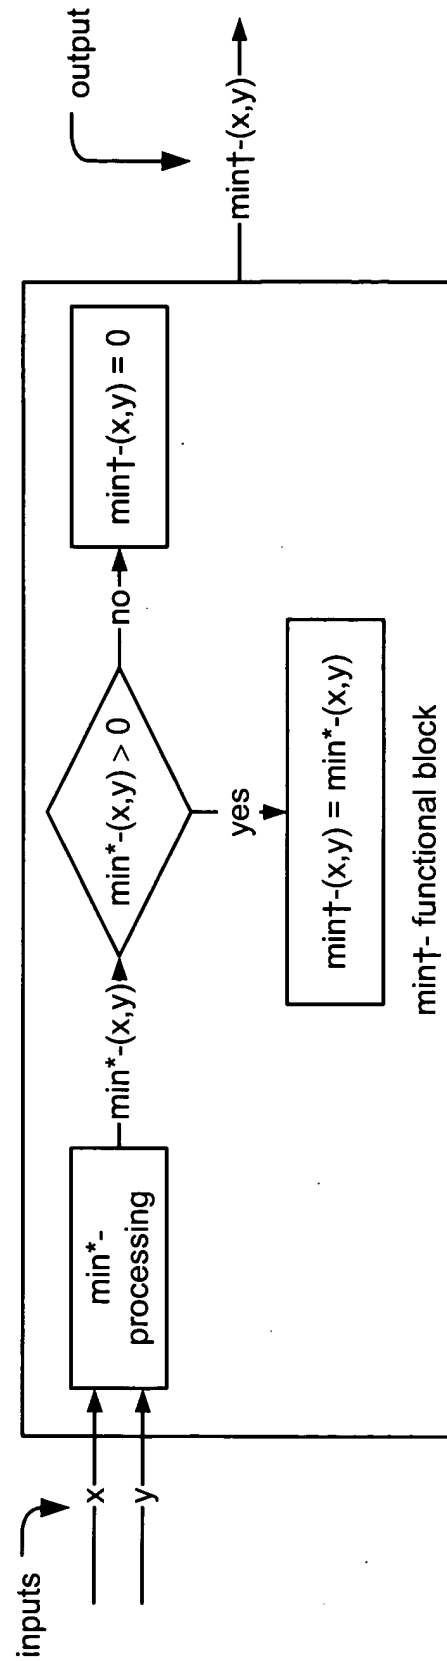 inputs
x
y
min*-
processing
min*-(x,y)
min*-(x,y) > 0
no
min†-(x,y) = 0
yes
min†-(x,y) = min*-(x,y)
min†- functional block
min†-(x,y)
output